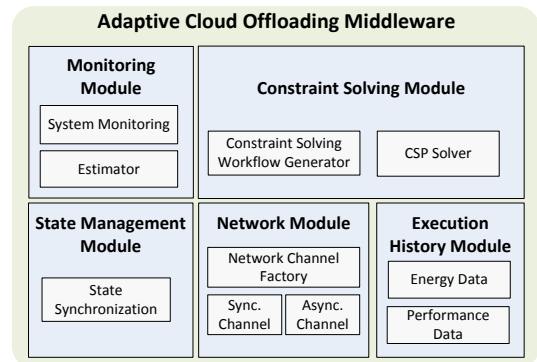 Adaptive Cloud Offloading Middleware
Monitoring
Module
System Monitoring
Estimator
Constraint Solving Module
Constraint Solving
Workflow Generator
CSP Solver
State Management
Module
State
Synchronization
Network Module
Network Channel
Factory
Sync.
Channel
Async.
Channel
Execution
History Module
Energy Data
Performance
Data